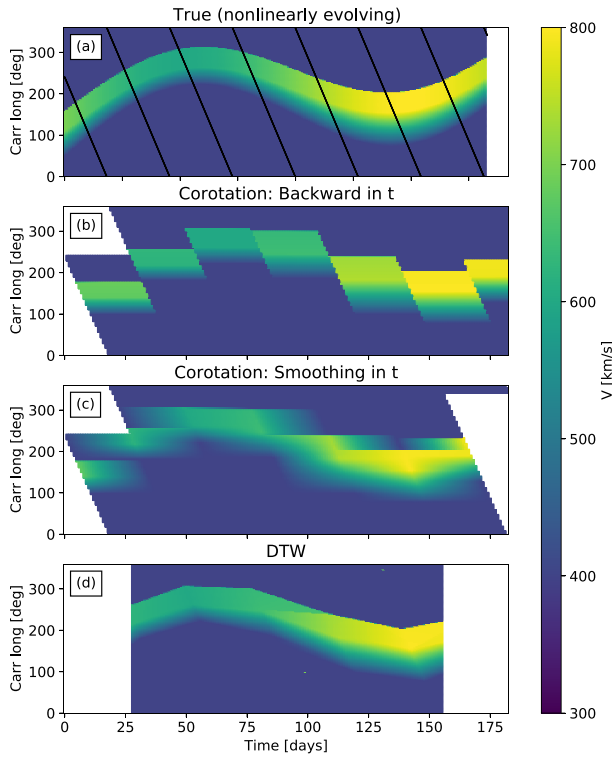 True (nonlinearly evolving)
(a)
Carr long [deg]
300
200
100
0
Corotation: Backward in t
(b)
Carr long [deg]
300
200
100
0
Corotation: Smoothing in t
(c)
Carr long [deg]
300
200
100
0
DTW
(d)
Carr long [deg]
300
200
100
0
0 25 50 75 100 125 150 175
Time [days]
800
700
600
500
400
300
V [km/s]